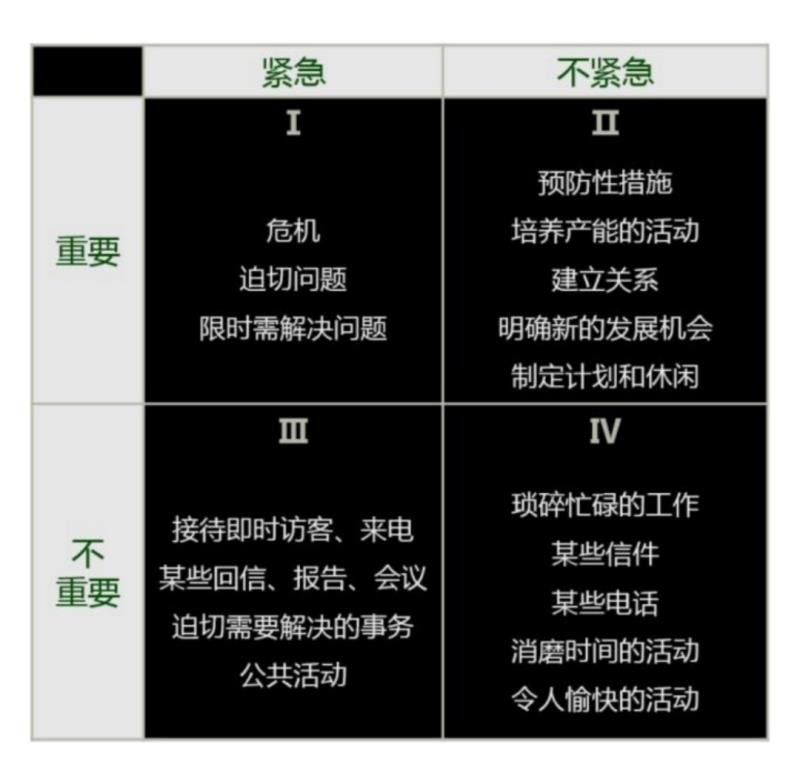 紧急
不紧急
重要
I
危机
迫切问题
限时需解决问题
II
预防性措施
培养产能的活动
建立关系
明确新的发展机会
制定计划和休闲
不
重要
III
接待即时访客、来电
某些回信、报告、会议
迫切需要解决的事务
公共活动
IV
琐碎忙碌的工作
某些信件
某些电话
消磨时间的活动
令人愉快的活动